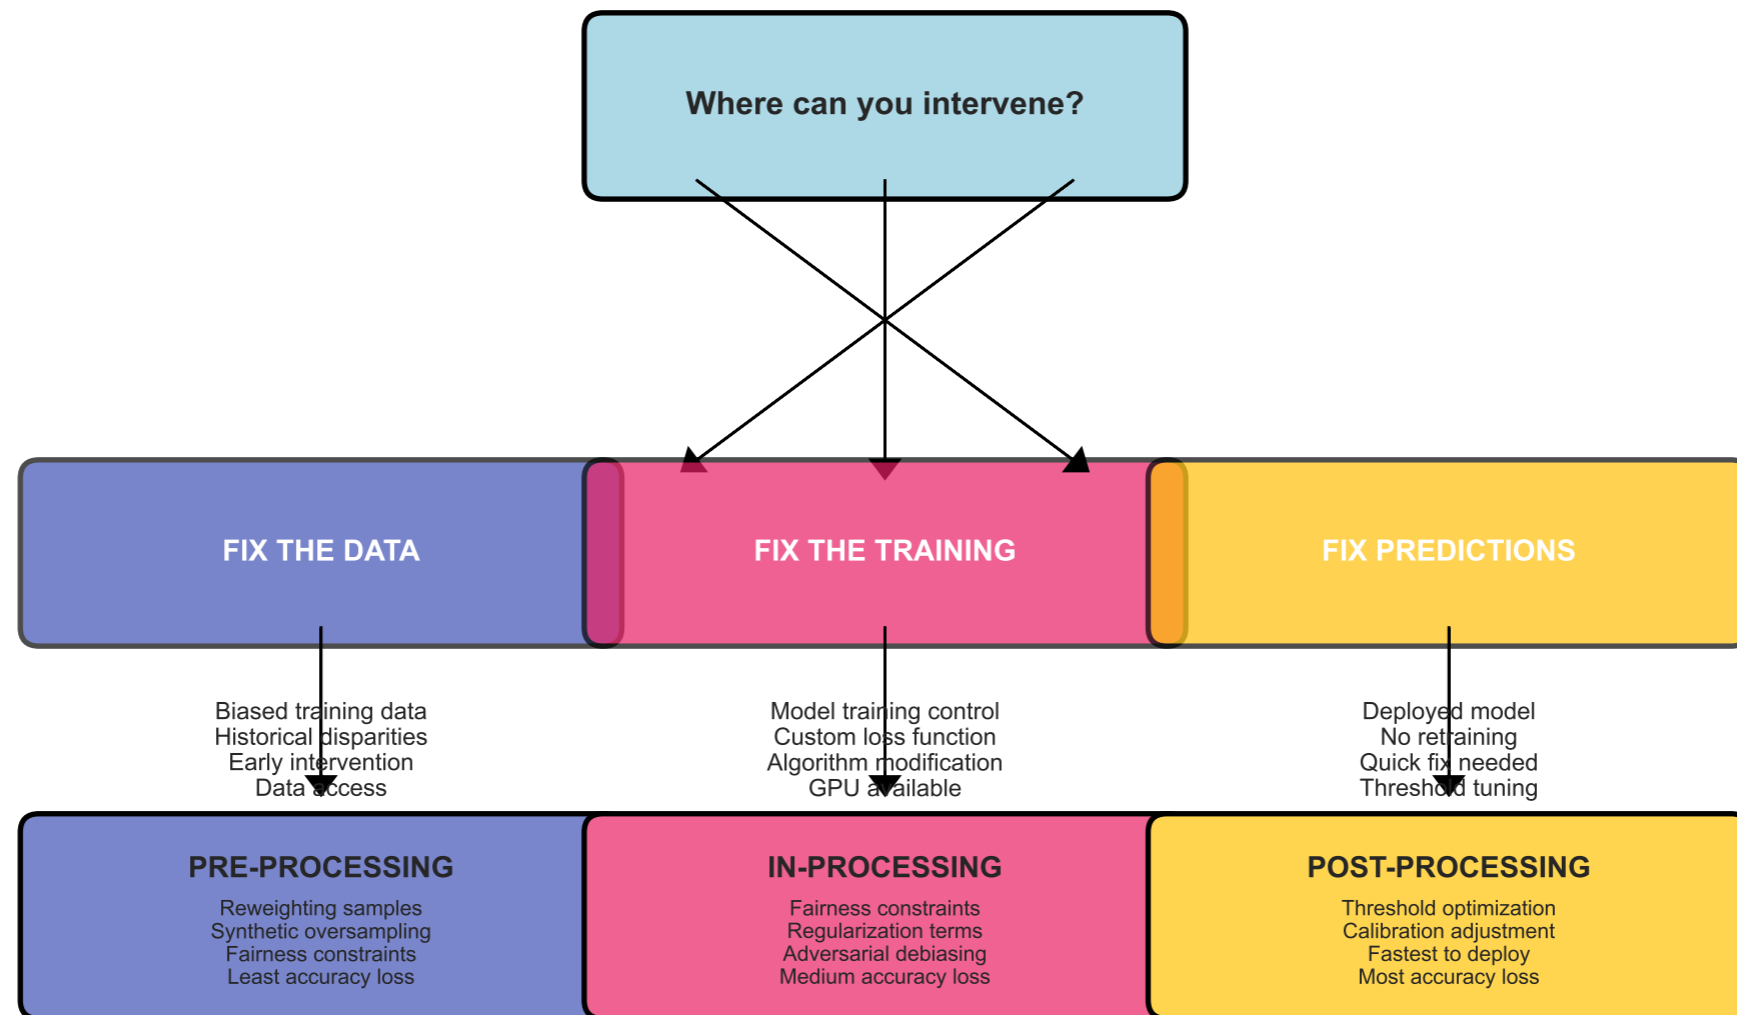 Where can you intervene?
FIX THE DATA
FIX THE TRAINING
FIX PREDICTIONS
Biased training data
Historical disparities
Early intervention
Data access
Model training control
Custom loss function
Algorithm modification
GPU available
Deployed model
No retraining
Quick fix needed
Threshold tuning
PRE-PROCESSING
Reweighting samples
Synthetic oversampling
Fairness constraints
Least accuracy loss
IN-PROCESSING
Fairness constraints
Regularization terms
Adversarial debiasing
Medium accuracy loss
POST-PROCESSING
Threshold optimization
Calibration adjustment
Fastest to deploy
Most accuracy loss